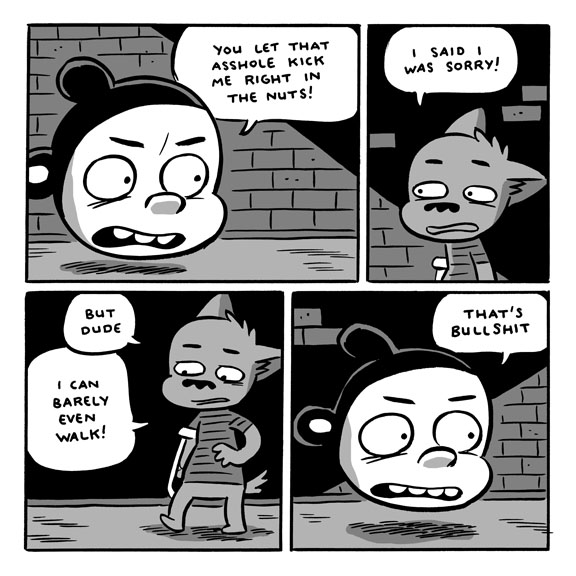 YOU LET THAT
ASSHOLE KICK
ME RIGHT IN
THE NUTS!
I SAID I
WAS SORRY!
BUT
DUDE
I CAN
BARELY
EVEN
WALK!
THAT'S
BULLSHIT